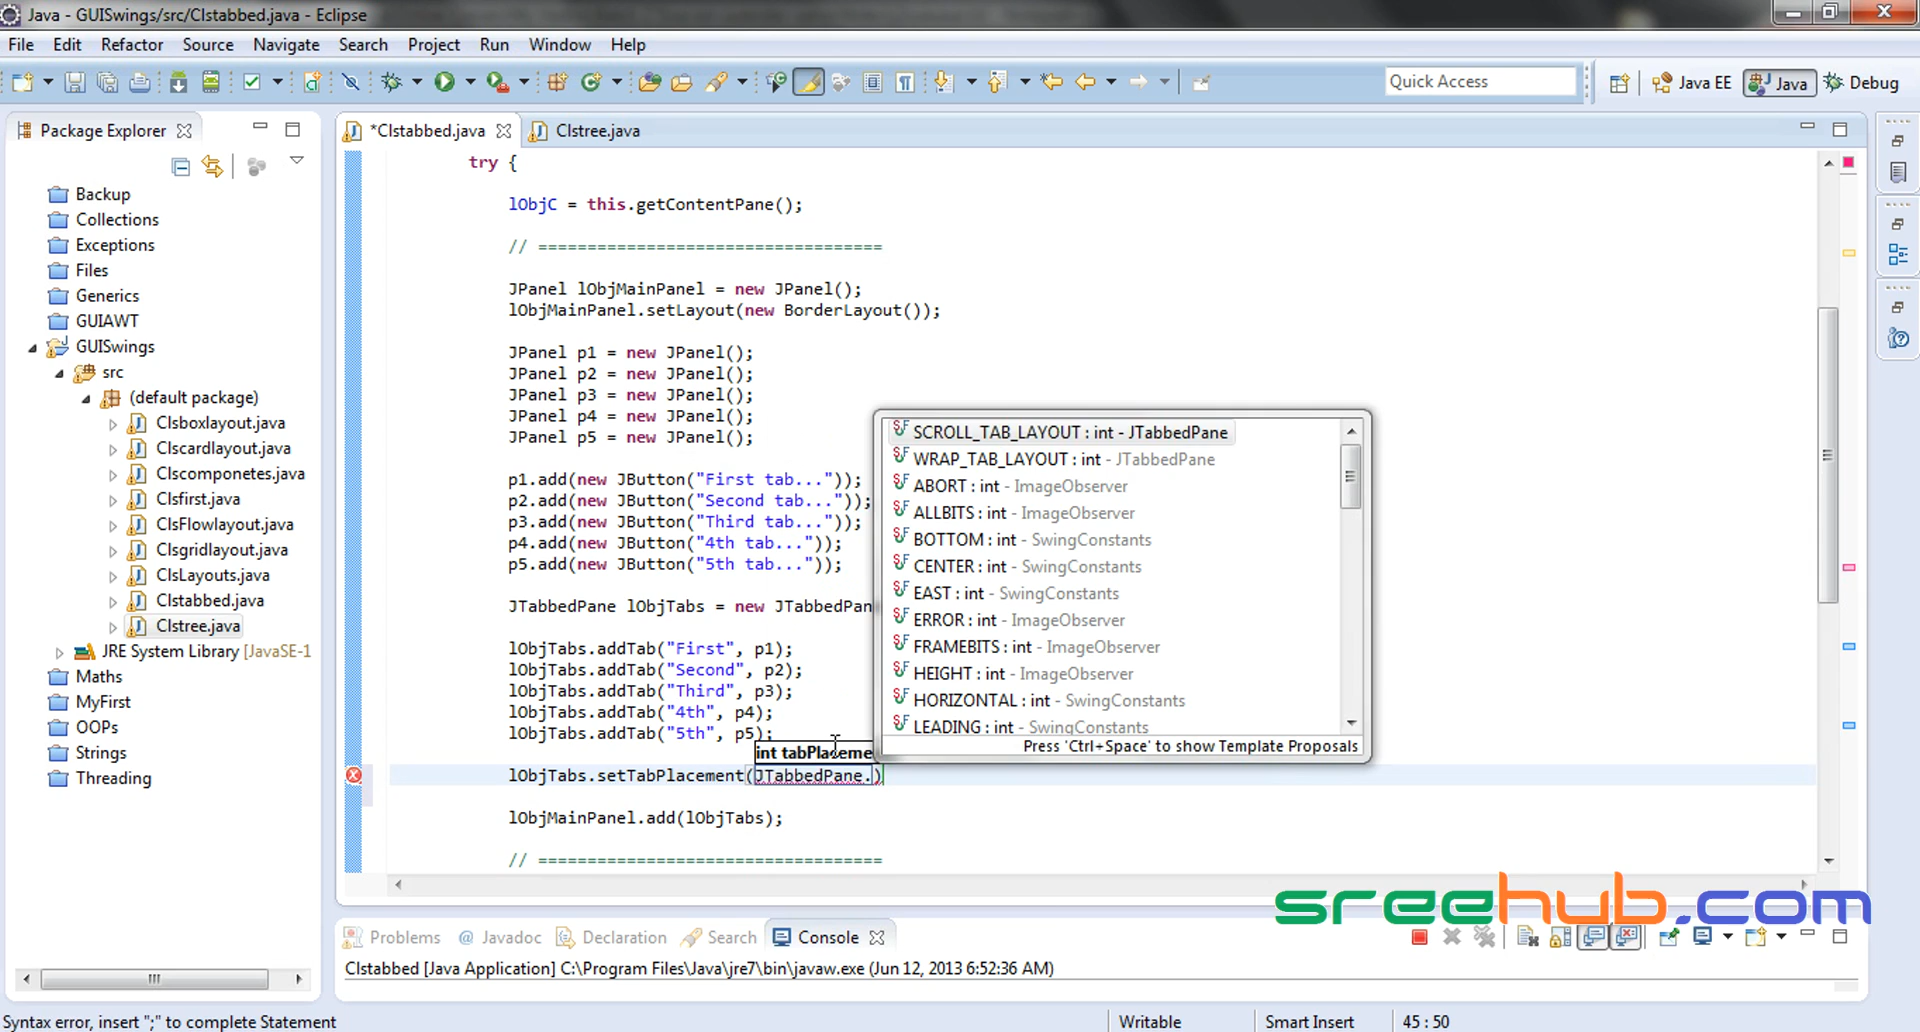 Java - GUISwings/src/Clstabbed.java - Eclipse
File Edit Refactor Source Navigate Search Project Run Window Help
Quick Access Java EE Java Debug
Package Explorer
*Clstabbed.java Clstree.java
Backup
Collections
Exceptions
Files
Generics
GUIAWT
GUISwings
src
(default package)
Clsboxlayout.java
Clscardlayout.java
Clscomponetes.java
Clsfirst.java
ClsFlowlayout.java
Clsgridlayout.java
ClsLayouts.java
Clstabbed.java
Clstree.java
JRE System Library [JavaSE-1
Maths
MyFirst
OOPs
Strings
Threading
try {
lObjC = this.getContentPane();
// ===================================
JPanel lObjMainPanel = new JPanel();
lObjMainPanel.setLayout(new BorderLayout());
JPanel p1 = new JPanel();
JPanel p2 = new JPanel();
JPanel p3 = new JPanel();
JPanel p4 = new JPanel();
JPanel p5 = new JPanel();
p1.add(new JButton("First tab..."));
p2.add(new JButton("Second tab..."));
p3.add(new JButton("Third tab..."));
p4.add(new JButton("4th tab..."));
p5.add(new JButton("5th tab..."));
JTabbedPane lObjTabs = new JTabbedPan
lObjTabs.addTab("First", p1);
lObjTabs.addTab("Second", p2);
lObjTabs.addTab("Third", p3);
lObjTabs.addTab("4th", p4);
lObjTabs.addTab("5th", p5);
int tabPlaceme
lObjTabs.setTabPlacement(JTabbedPane.)
lObjMainPanel.add(lObjTabs);
// ===================================
SCROLL_TAB_LAYOUT : int - JTabbedPane
WRAP_TAB_LAYOUT : int - JTabbedPane
ABORT : int - ImageObserver
ALLBITS : int - ImageObserver
BOTTOM : int - SwingConstants
CENTER : int - SwingConstants
EAST : int - SwingConstants
ERROR : int - ImageObserver
FRAMEBITS : int - ImageObserver
HEIGHT : int - ImageObserver
HORIZONTAL : int - SwingConstants
LEADING : int - SwingConstants
Press 'Ctrl+Space' to show Template Proposals
sreehub.com
Problems @ Javadoc Declaration Search Console
Clstabbed [Java Application] C:\Program Files\Java\jre7\bin\javaw.exe (Jun 12, 2013 6:52:36 AM)
Syntax error, insert ";" to complete Statement Writable Smart Insert 45 : 50